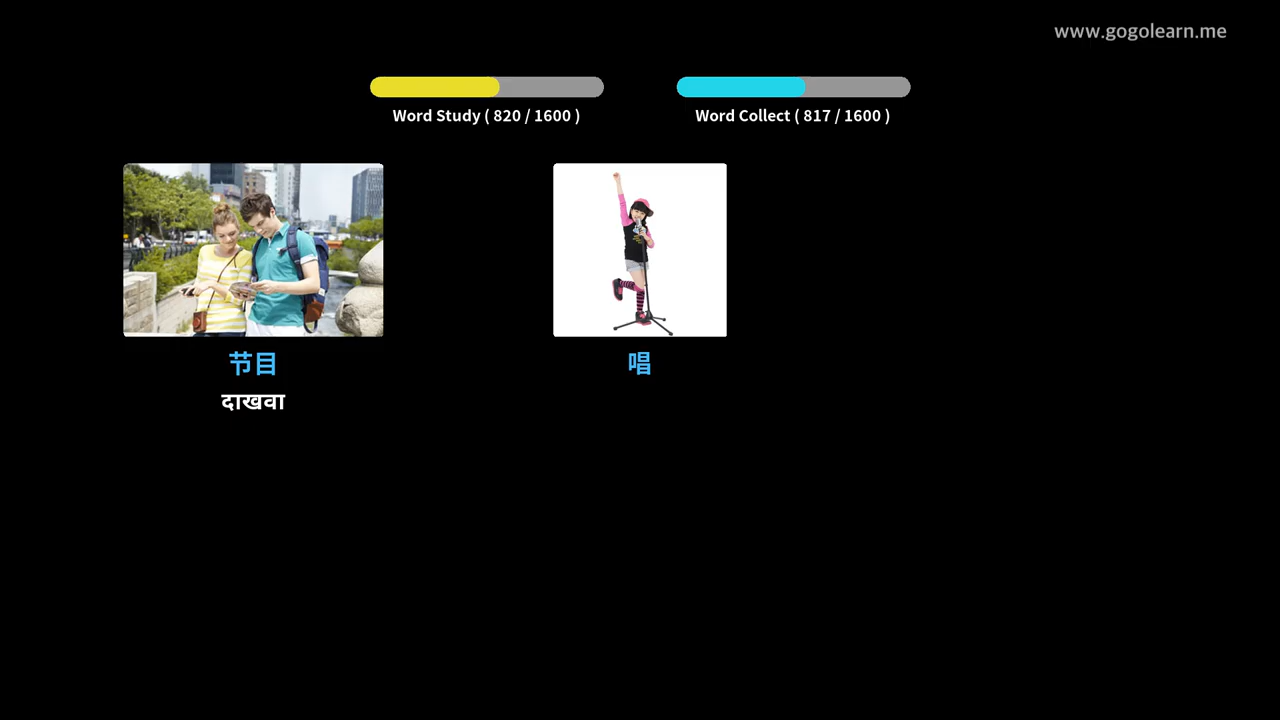 www.gogolearn.me
Word Study ( 820 / 1600 )
Word Collect ( 817 / 1600 )
节目
唱
दाखवा